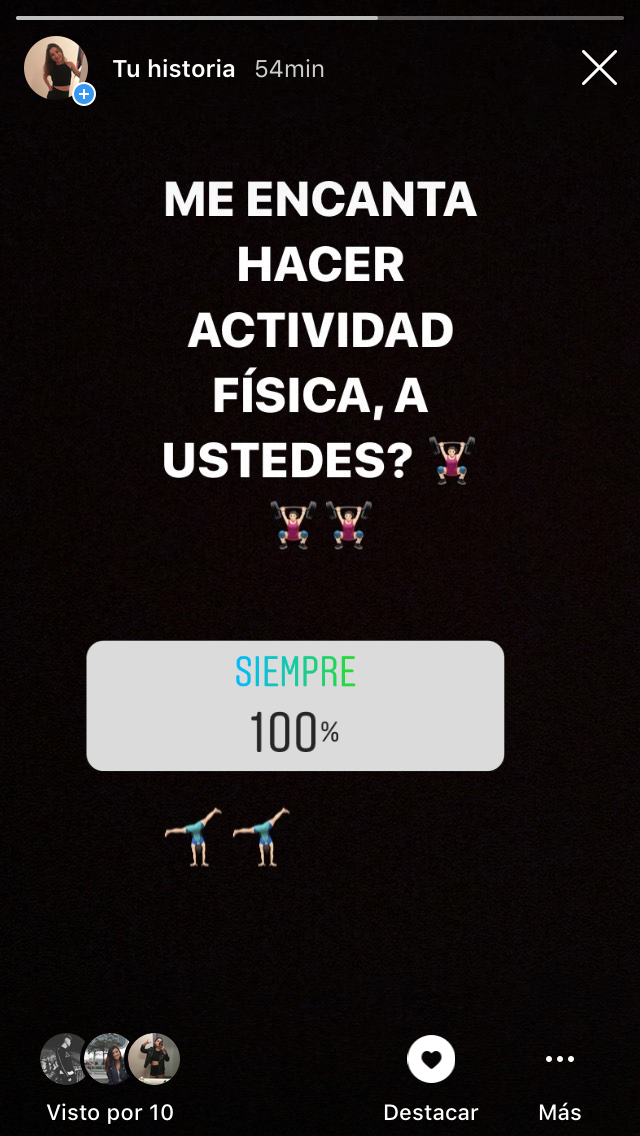 Tu historia 54min
ME ENCANTA
HACER
ACTIVIDAD
FÍSICA, A
USTEDES? 🏋🏻‍♀️
🏋🏻‍♀️🏋🏻‍♀️
SIEMPRE
100%
🤸🏻‍♀️🤸🏻‍♀️
Visto por 10 Destacar Más